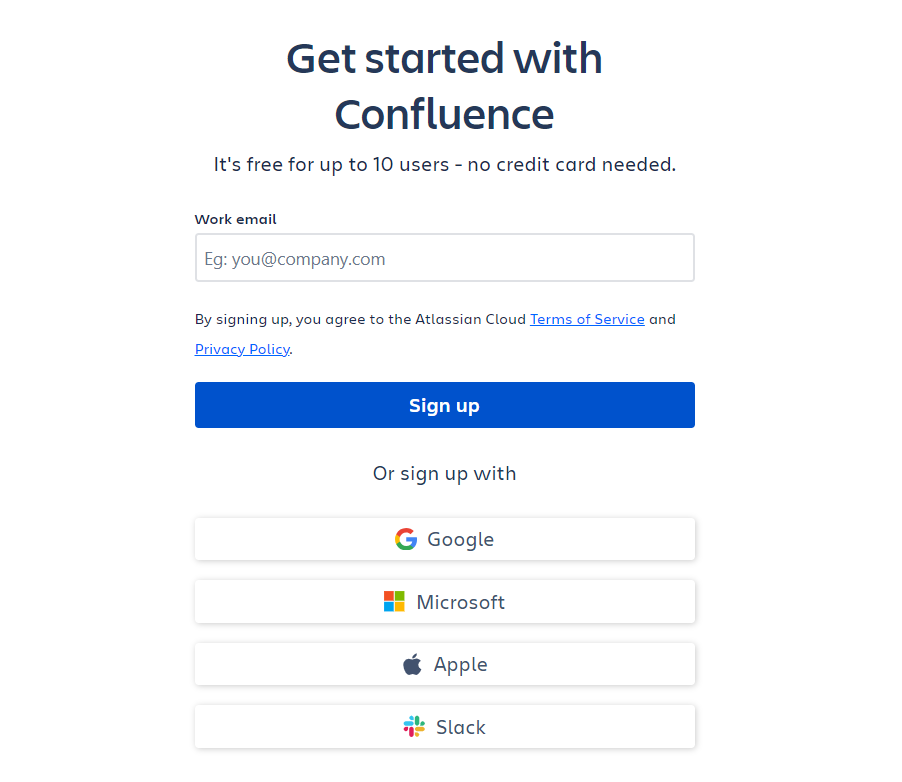 Get started with
Confluence
It's free for up to 10 users - no credit card needed.
Work email
Eg: you@company.com
By signing up, you agree to the Atlassian Cloud Terms of Service and
Privacy Policy.
Sign up
Or sign up with
Google
Microsoft
Apple
Slack